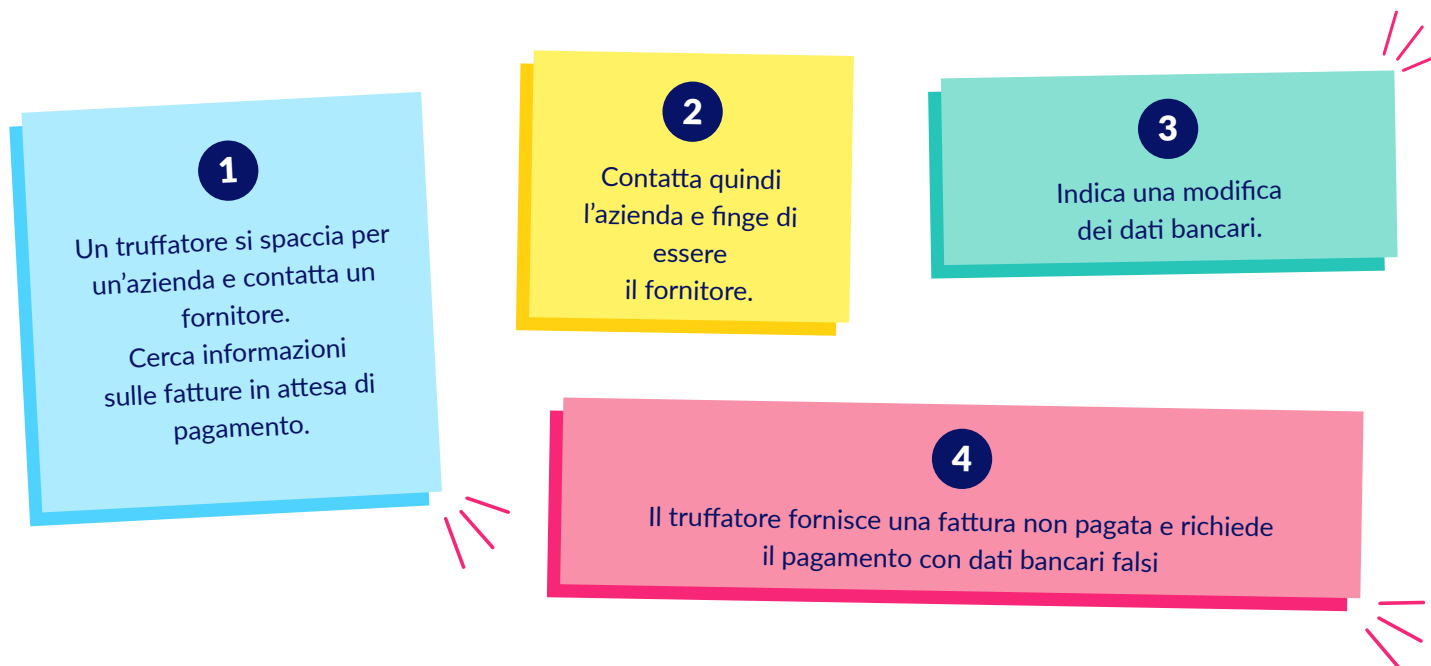 1
Un truffatore si spaccia per
un’azienda e contatta un
fornitore.
Cerca informazioni
sulle fatture in attesa di
pagamento.
2
Contatta quindi
l’azienda e finge di
essere
il fornitore.
3
Indica una modifica
dei dati bancari.
4
Il truffatore fornisce una fattura non pagata e richiede
il pagamento con dati bancari falsi